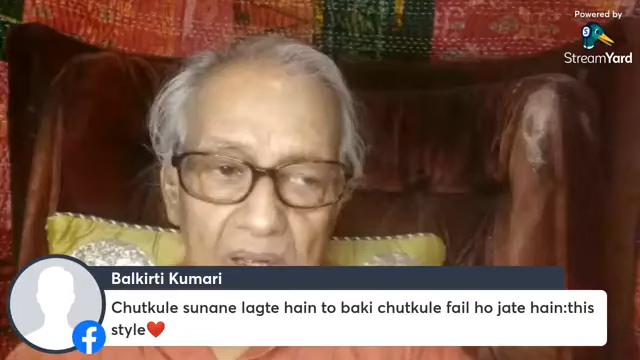 Powered by
StreamYard
Balkirti Kumari
Chutkule sunane lagte hain to baki chutkule fail ho jate hain:this
style❤️